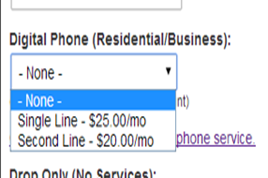 Digital Phone (Residential/Business):
- None -
- None -
nt)
Single Line - $25.00/mo
Second Line - $20.00/mo
phone service.
Drop Only (No Services):